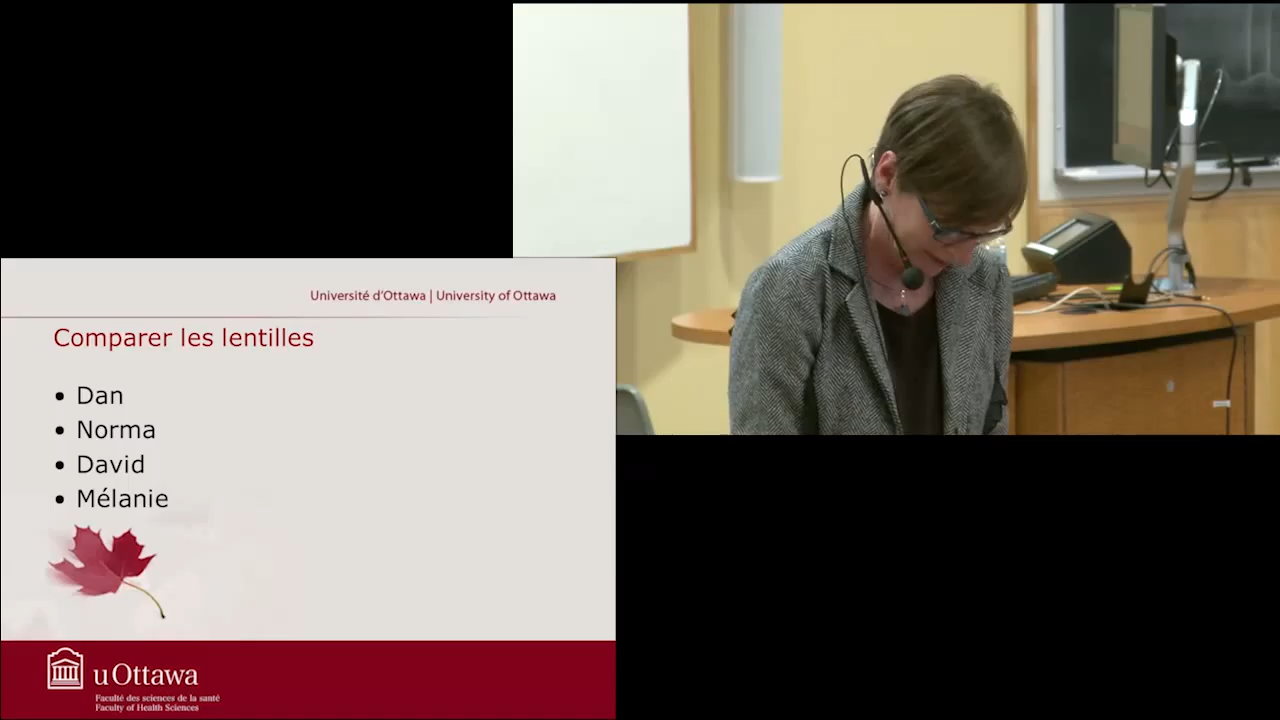 Université d'Ottawa | University of Ottawa
Comparer les lentilles
• Dan
• Norma
• David
• Mélanie
uOttawa
Faculté des sciences de la santé
Faculty of Health Sciences